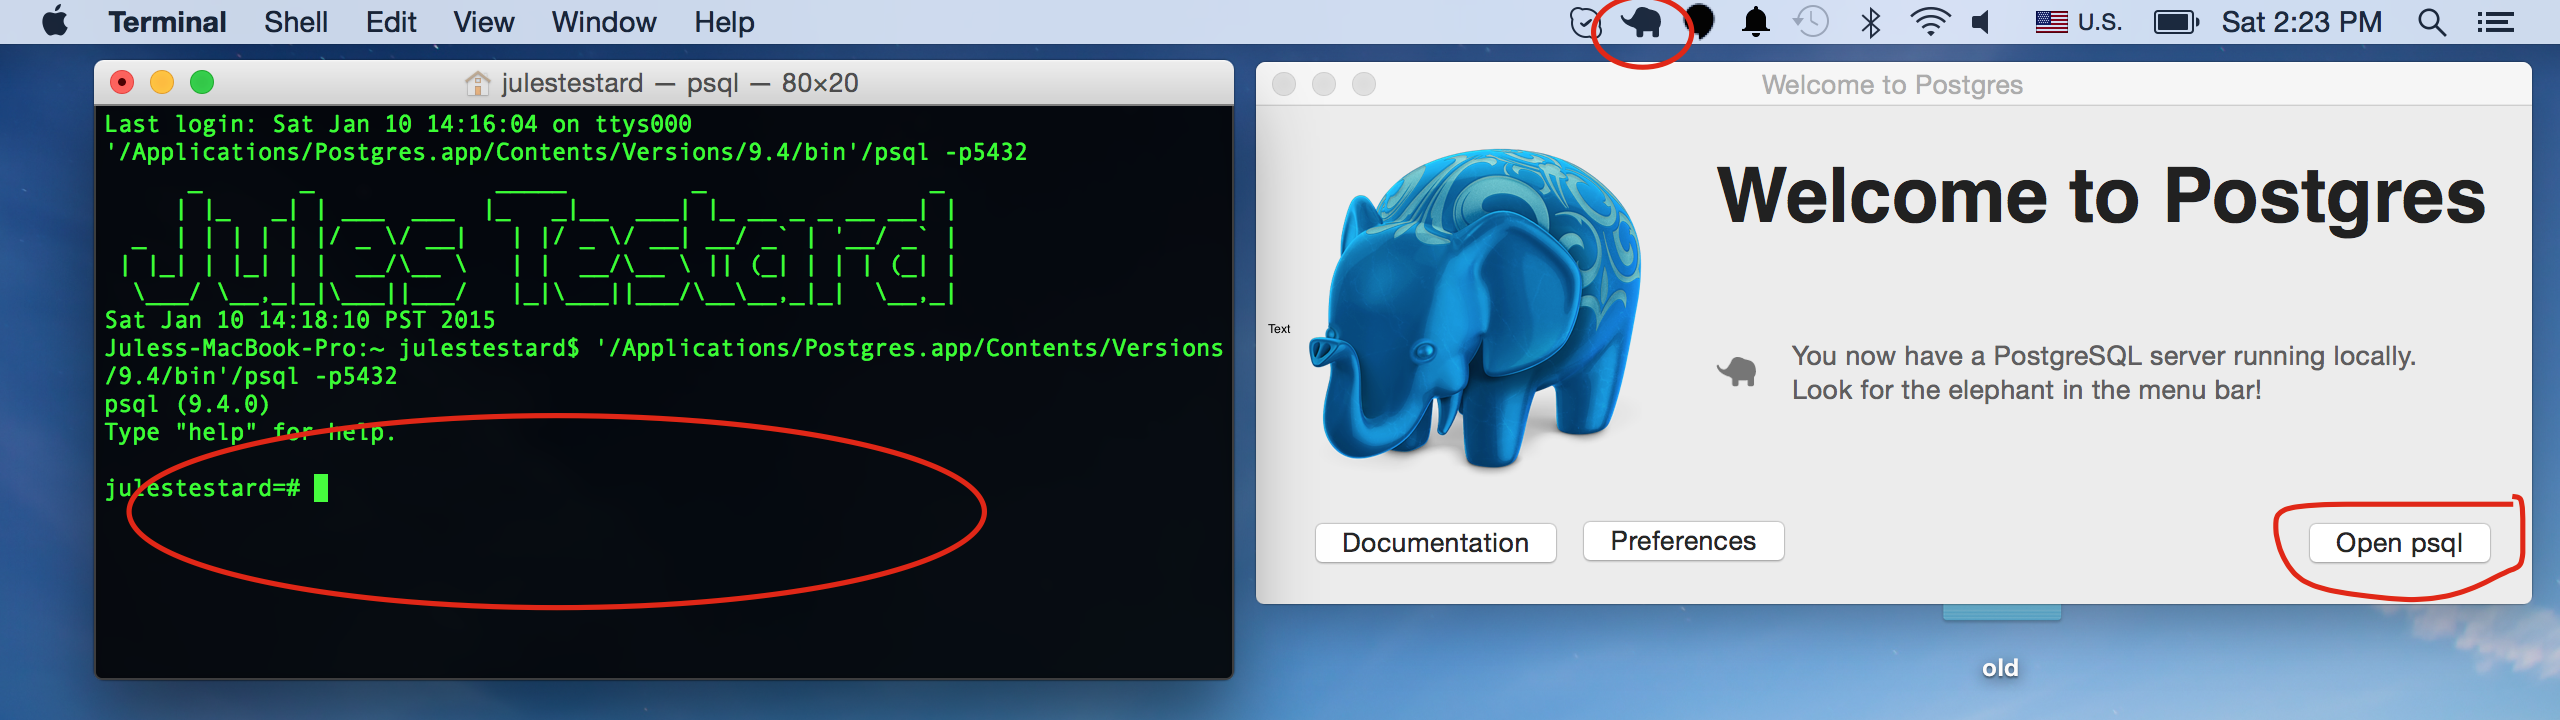 Terminal Shell Edit View Window Help U.S. Sat 2:23 PM
julestestard — psql — 80×20
Last login: Sat Jan 10 14:16:04 on ttys000
'/Applications/Postgres.app/Contents/Versions/9.4/bin'/psql -p5432
Jules Testard
Sat Jan 10 14:18:10 PST 2015
Juless-MacBook-Pro:~ julestestard$ '/Applications/Postgres.app/Contents/Versions
/9.4/bin'/psql -p5432
psql (9.4.0)
Type "help" for help.
julestestard=#
Welcome to Postgres
Welcome to Postgres
Text
You now have a PostgreSQL server running locally.
Look for the elephant in the menu bar!
Documentation Preferences Open psql
old